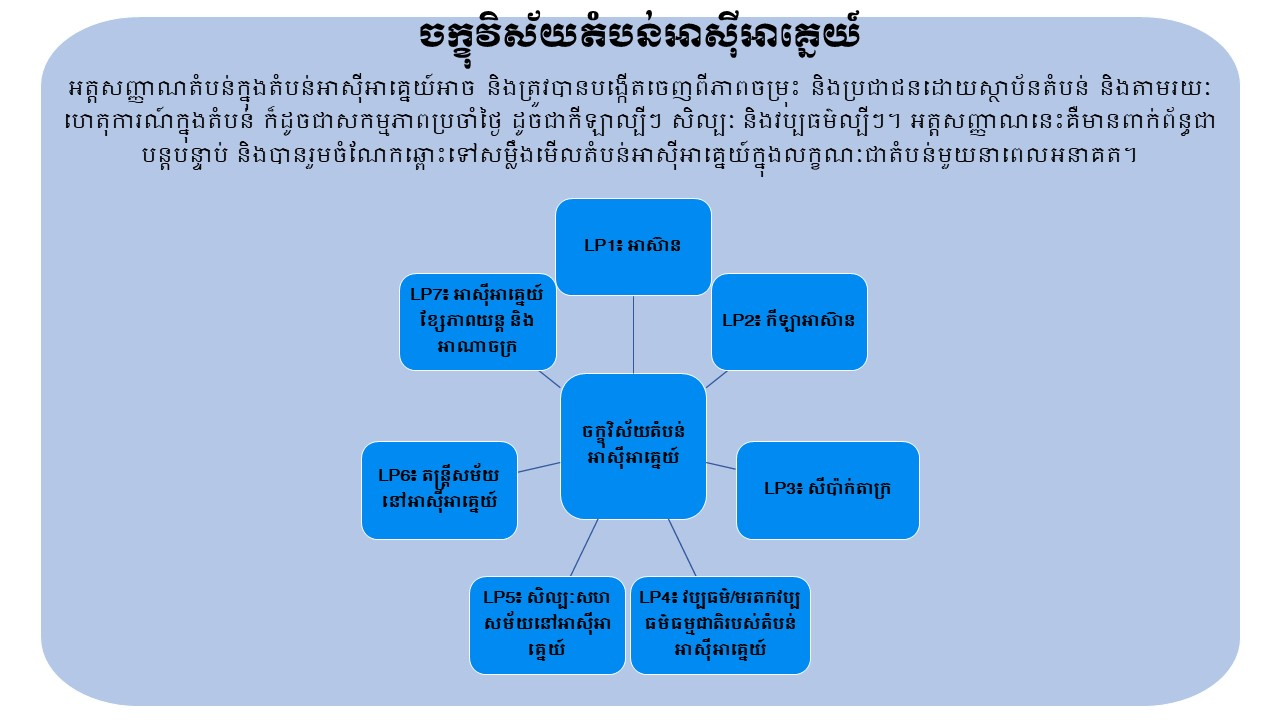 ចក្ខុវិស័យតំបន់អាស៊ីអាគ្នេយ៍
អត្តសញ្ញាណតំបន់ក្នុងតំបន់អាស៊ីអាគ្នេយ៍អាច និងត្រូវបានបង្កើតចេញពីភាពចម្រុះ និងប្រជាជនដោយស្ថាប័នតំបន់ និងតាមរយៈ
ហេតុការណ៍ក្នុងតំបន់ ក៏ដូចជាសកម្មភាពប្រចាំថ្ងៃ ដូចជាកីឡាល្បីៗ សិល្បៈ និងវប្បធម៌ល្បីៗ។ អត្តសញ្ញាណនេះគឺមានពាក់ព័ន្ធជា
បន្តបន្ទាប់ និងបានរួមចំណែកឆ្ពោះទៅសម្លឹងមើលតំបន់អាស៊ីអាគ្នេយ៍ក្នុងលក្ខណៈជាតំបន់មួយនាពេលអនាគត។
LP1៖ អាស៊ាន
LP7៖ អាស៊ីអាគ្នេយ៍
ខ្សែភាពយន្ត និង
អាណាចក្រ
LP2៖ កីឡាអាស៊ាន
ចក្ខុវិស័យតំបន់
អាស៊ីអាគ្នេយ៍
LP6៖ តន្ត្រីសម័យ
នៅអាស៊ីអាគ្នេយ៍
LP3៖ សីប៉ាក់តាក្រ
LP5៖ សិល្បៈសហ
សម័យនៅអាស៊ីអា
គ្នេយ៍
LP4៖ វប្បធម៌/មរតកវប្ប
ធម៌ធម្មជាតិរបស់តំបន់
អាស៊ីអាគ្នេយ៍